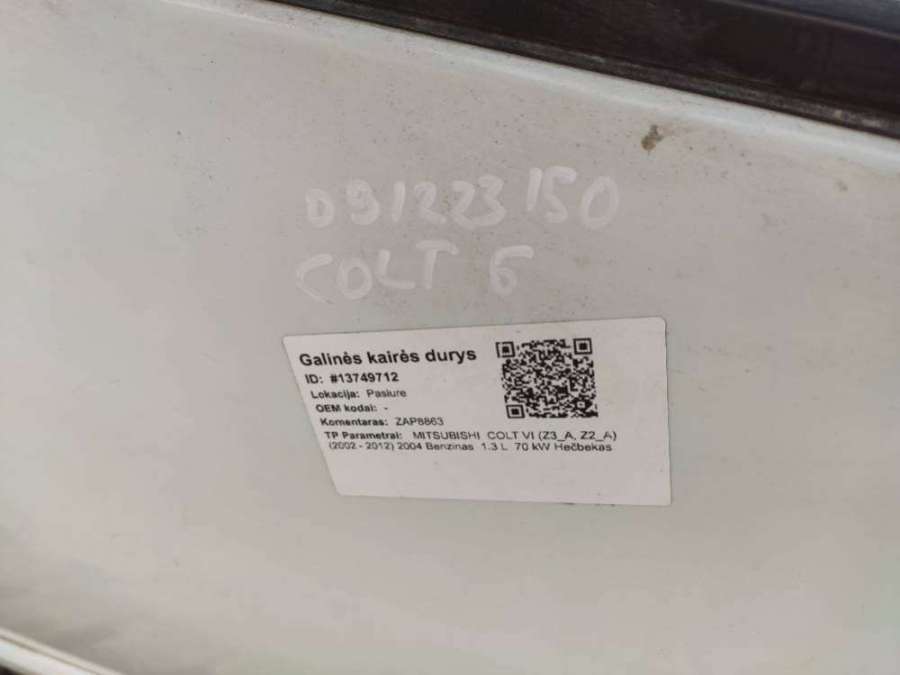 091223150
COLT 6
Galinės kairės durys
ID: #13749712
Lokacija: Pasiure
OEM kodai: -
Komentaras: ZAP8863
TP Parametrai: MITSUBISHI COLT VI (Z3_A, Z2_A)
(2002 - 2012) 2004 Benzinas 1.3 L 70 kW Hečbekas